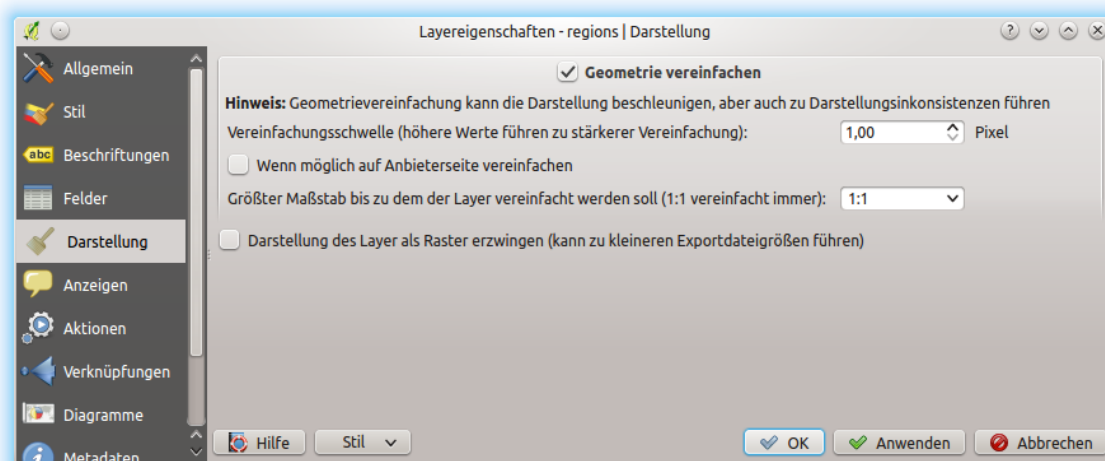 Layereigenschaften - regions | Darstellung
Allgemein
Stil
abc Beschriftungen
Felder
Darstellung
Anzeigen
Aktionen
Verknüpfungen
Diagramme
Metadaten
Geometrie vereinfachen
Hinweis: Geometrievereinfachung kann die Darstellung beschleunigen, aber auch zu Darstellungsinkonsistenzen führen
Vereinfachungsschwelle (höhere Werte führen zu stärkerer Vereinfachung): 1,00 Pixel
Wenn möglich auf Anbieterseite vereinfachen
Größter Maßstab bis zu dem der Layer vereinfacht werden soll (1:1 vereinfacht immer): 1:1
Darstellung des Layer als Raster erzwingen (kann zu kleineren Exportdateigrößen führen)
Hilfe Stil OK Anwenden Abbrechen